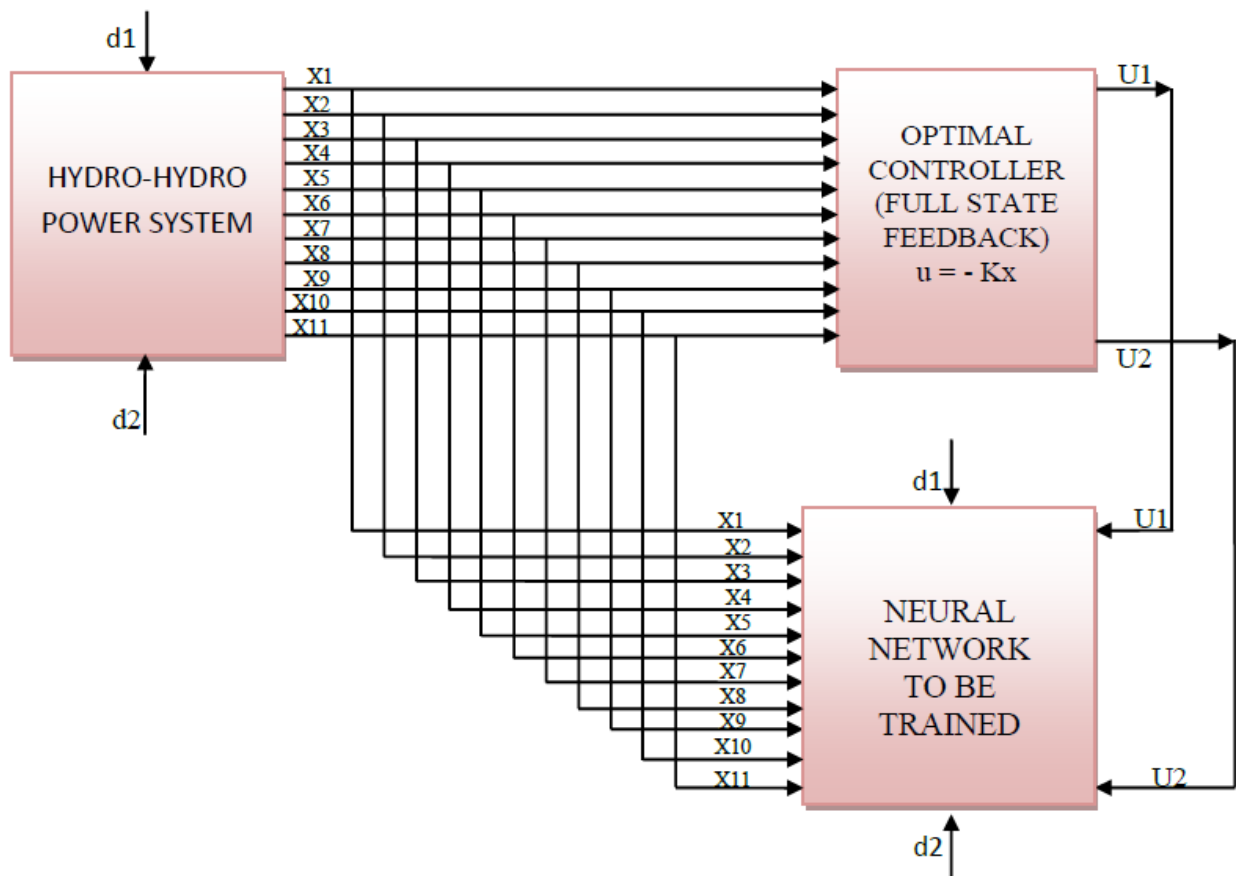 d1
HYDRO-HYDRO
POWER SYSTEM
d2
X1
X2
X3
X4
X5
X6
X7
X8
X9
X10
X11
OPTIMAL
CONTROLLER
(FULL STATE
FEEDBACK)
u = - Kx
U1
U2
d1
X1
X2
X3
X4
X5
X6
X7
X8
X9
X10
X11
NEURAL
NETWORK
TO BE
TRAINED
U1
U2
d2